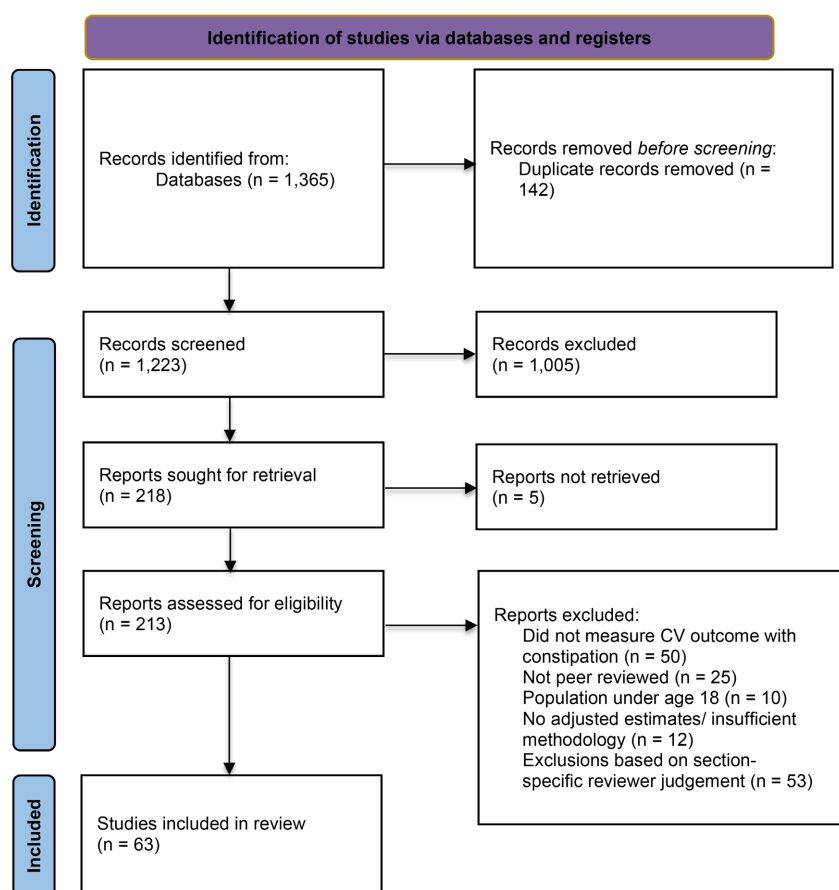 Identification of studies via databases and registers
Identification
Records identified from:
Databases (n = 1,365)
Records removed before screening:
Duplicate records removed (n =
142)
Screening
Records screened
(n = 1,223)
Records excluded
(n = 1,005)
Reports sought for retrieval
(n = 218)
Reports not retrieved
(n = 5)
Reports assessed for eligibility
(n = 213)
Reports excluded:
Did not measure CV outcome with
constipation (n = 50)
Not peer reviewed (n = 25)
Population under age 18 (n = 10)
No adjusted estimates/ insufficient
methodology (n = 12)
Exclusions based on section-
specific reviewer judgement (n = 53)
Included
Studies included in review
(n = 63)